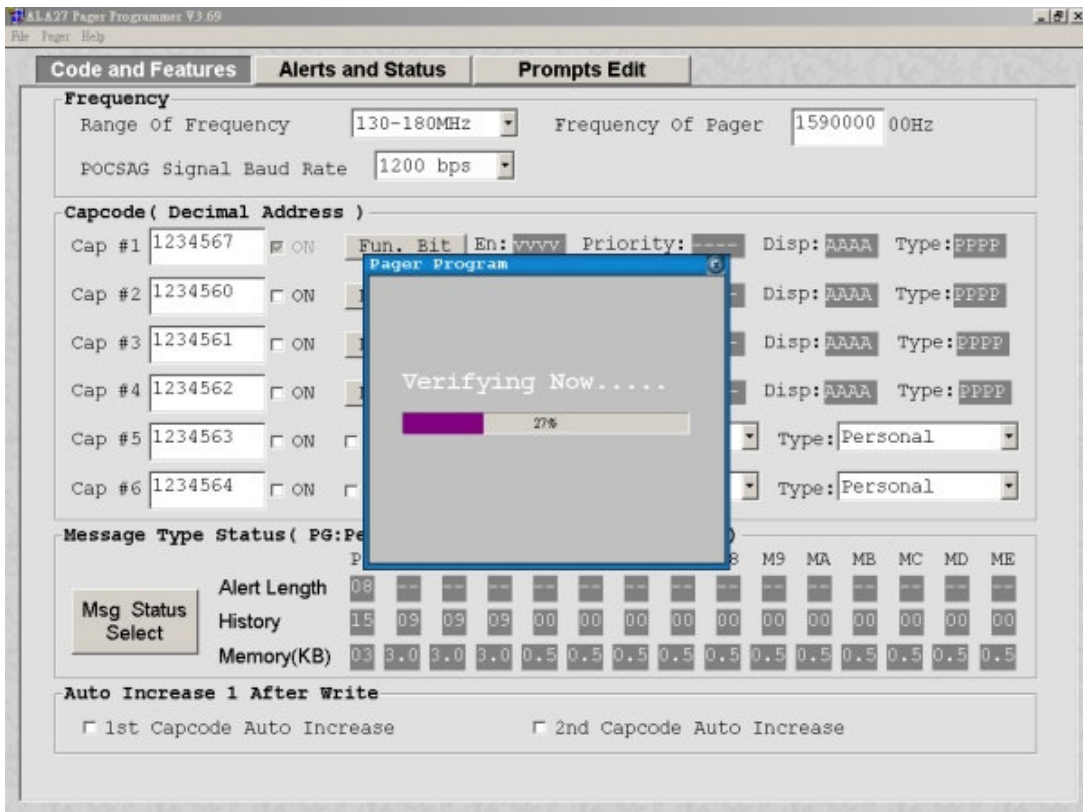 ALA27 Pager Programmer V3.69
File Pager Help
Code and Features Alerts and Status Prompts Edit
Frequency
Range Of Frequency 130-180MHz Frequency Of Pager 1590000 00Hz
POCSAG Signal Baud Rate 1200 bps
Capcode( Decimal Address )
Cap #1 1234567 ON Fun. Bit En:vvvv Priority:---- Disp:AAAA Type:PPPP
Pager Program
Cap #2 1234560 ON Disp:AAAA Type:PPPP
Cap #3 1234561 ON Disp:AAAA Type:PPPP
Verifying Now.....
Cap #4 1234562 ON Disp:AAAA Type:PPPP
27%
Cap #5 1234563 ON Type:Personal
Cap #6 1234564 ON Type:Personal
Message Type Status( PG:Pe )
P 8 M9 MA MB MC MD ME
Alert Length 08 -- -- -- -- -- -- -- -- -- -- -- -- -- --
Msg Status Select
History 15 09 09 09 00 00 00 00 00 00 00 00 00 00 00
Memory(KB) 03 3.0 3.0 3.0 0.5 0.5 0.5 0.5 0.5 0.5 0.5 0.5 0.5 0.5 0.5
Auto Increase 1 After Write
1st Capcode Auto Increase 2nd Capcode Auto Increase